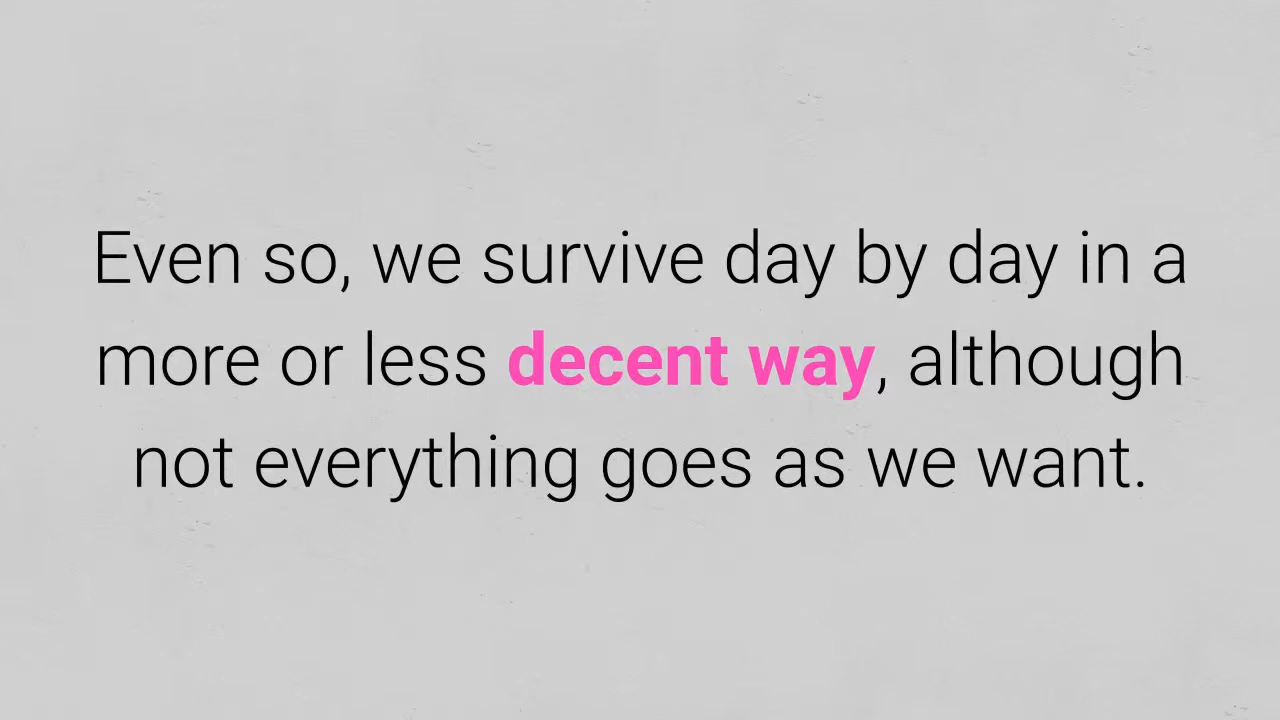 Even so, we survive day by day in a
more or less decent way, although
not everything goes as we want.